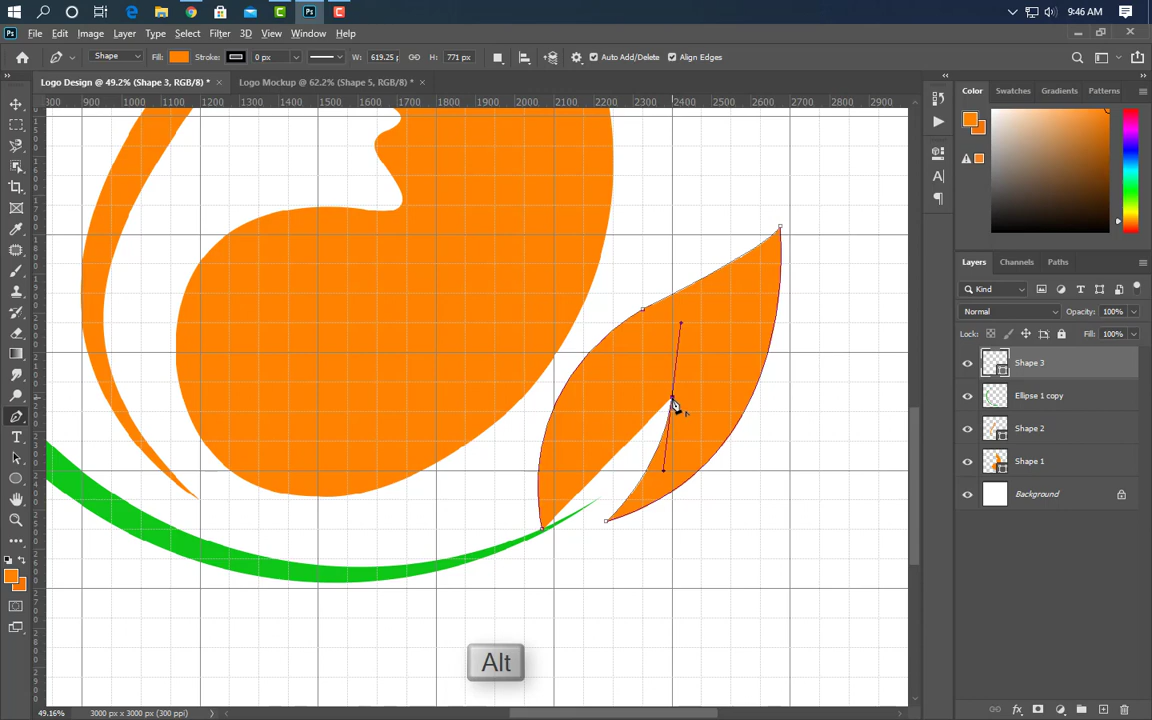 9:46 AM
File Edit Image Layer Type Select Filter 3D View Window Help
Shape Fill: Stroke: 0 px W: 619.25 p H: 771 px Auto Add/Delete Align Edges
Logo Design @ 49.2% (Shape 3, RGB/8) * × Logo Mockup @ 62.2% (Shape 5, RGB/8) * ×
800 900 1000 1100 1200 1300 1400 1500 1600 1700 1800 1900 2000 2100 2200 2300 2400 2500 2600 2700 2800 2900
Color Swatches Gradients Patterns
Layers Channels Paths
Kind
Normal Opacity: 100%
Lock: Fill: 100%
Shape 3
Ellipse 1 copy
Shape 2
Shape 1
Background
Alt
49.16% 3000 px x 3000 px (300 ppi)